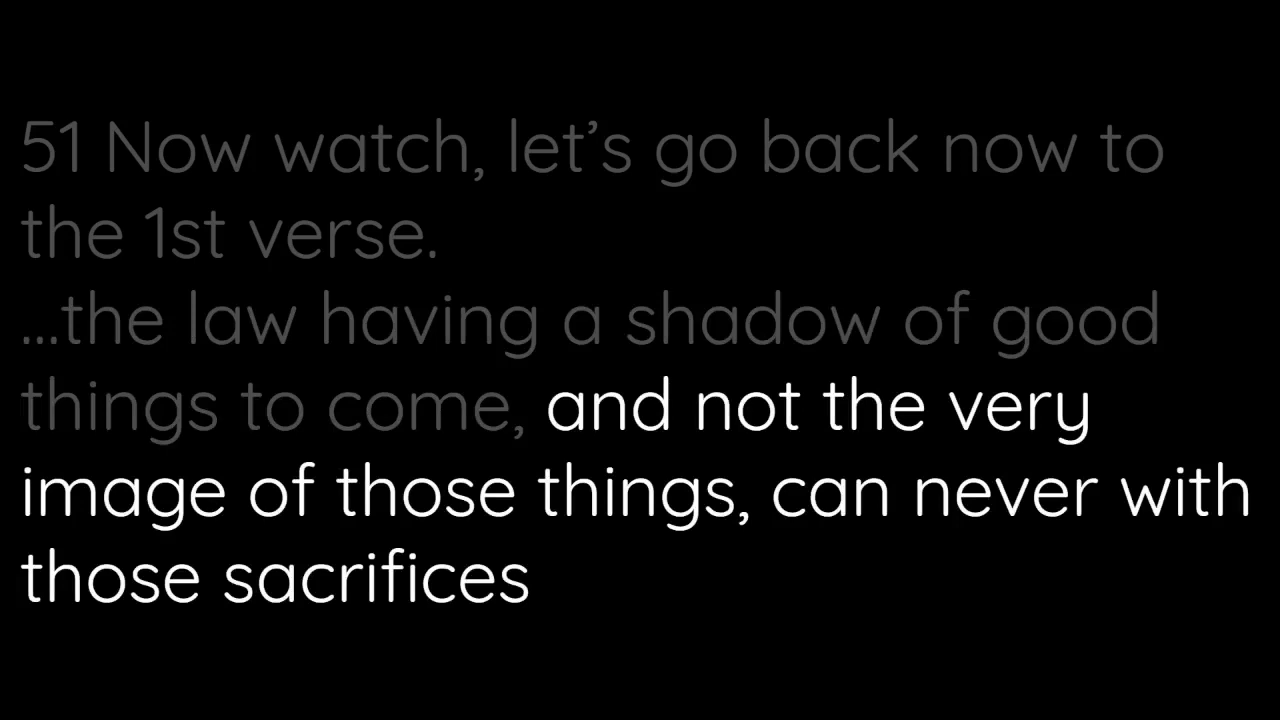 51 Now watch, let’s go back now to
the 1st verse.
...the law having a shadow of good
things to come, and not the very
image of those things, can never with
those sacrifices